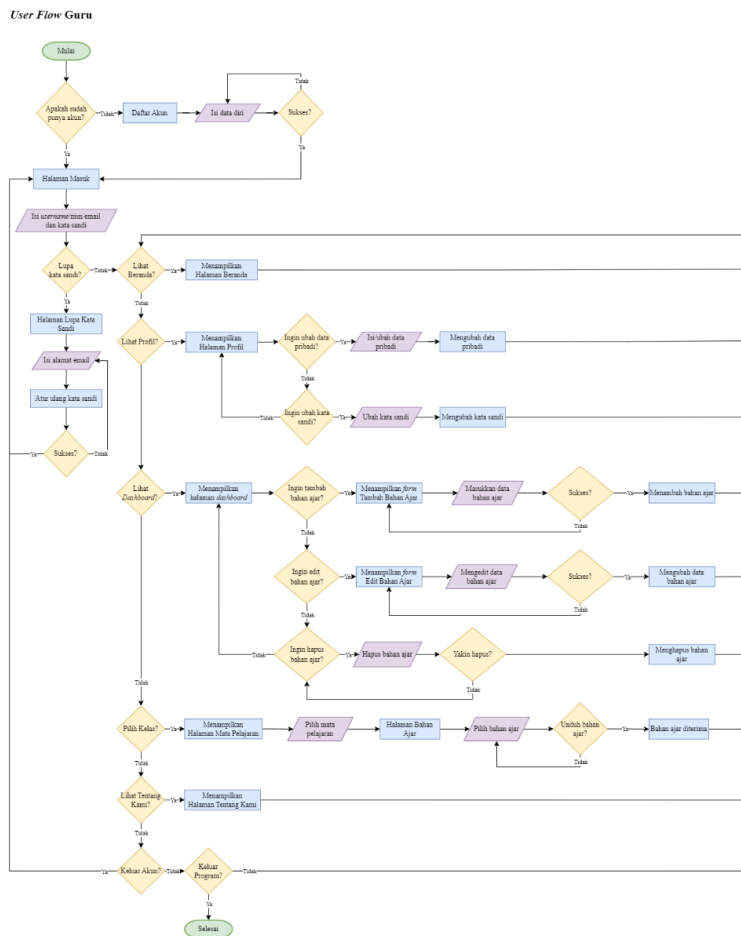 User Flow Guru
Mulai
Apakah sudah
punya akun?
Tidak
Daftar Akun
Isi data diri
Sukses?
Tidak
Ya
Ya
Halaman Masuk
Isi username/nism/email
dan kata sandi
Lupa
kata sandi?
Tidak
Ya
Halaman Lupa Kata
Sandi
Isi alamat email
Atur ulang kata sandi
Sukses?
Ya
Tidak
Lihat
Beranda?
Ya
Menampilkan
Halaman Beranda
Tidak
Lihat Profil?
Ya
Menampilkan
Halaman Profil
Ingin ubah data
pribadi?
Ya
Isi/ubah data
pribadi
Mengubah data
pribadi
Tidak
Tidak
Ingin ubah kata
sandi?
Ya
Ubah kata sandi
Mengubah kata sandi
Lihat
Dashboard?
Ya
Menampilkan
halaman dashboard
Ingin tambah
bahan ajar?
Ya
Menampilkan form
Tambah Bahan Ajar
Masukkan data
bahan ajar
Sukses?
Ya
Menambah bahan ajar
Tidak
Tidak
Ingin edit
bahan ajar?
Ya
Menampilkan form
Edit Bahan Ajar
Mengedit data
bahan ajar
Sukses?
Ya
Mengubah data
bahan ajar
Tidak
Tidak
Tidak
Ingin hapus
bahan ajar?
Ya
Hapus bahan ajar
Yakin hapus?
Ya
Menghapus bahan
ajar
Tidak
Tidak
Pilih Kelas?
Ya
Menampilkan
Halaman Mata Pelajaran
Pilih mata
pelajaran
Halaman Bahan
Ajar
Pilih bahan ajar
Unduh bahan
ajar?
Ya
Bahan ajar diterima
Tidak
Tidak
Lihat Tentang
Kami?
Ya
Menampilkan
Halaman Tentang Kami
Tidak
Ya
Keluar Akun?
Tidak
Keluar
Program?
Tidak
Ya
Selesai